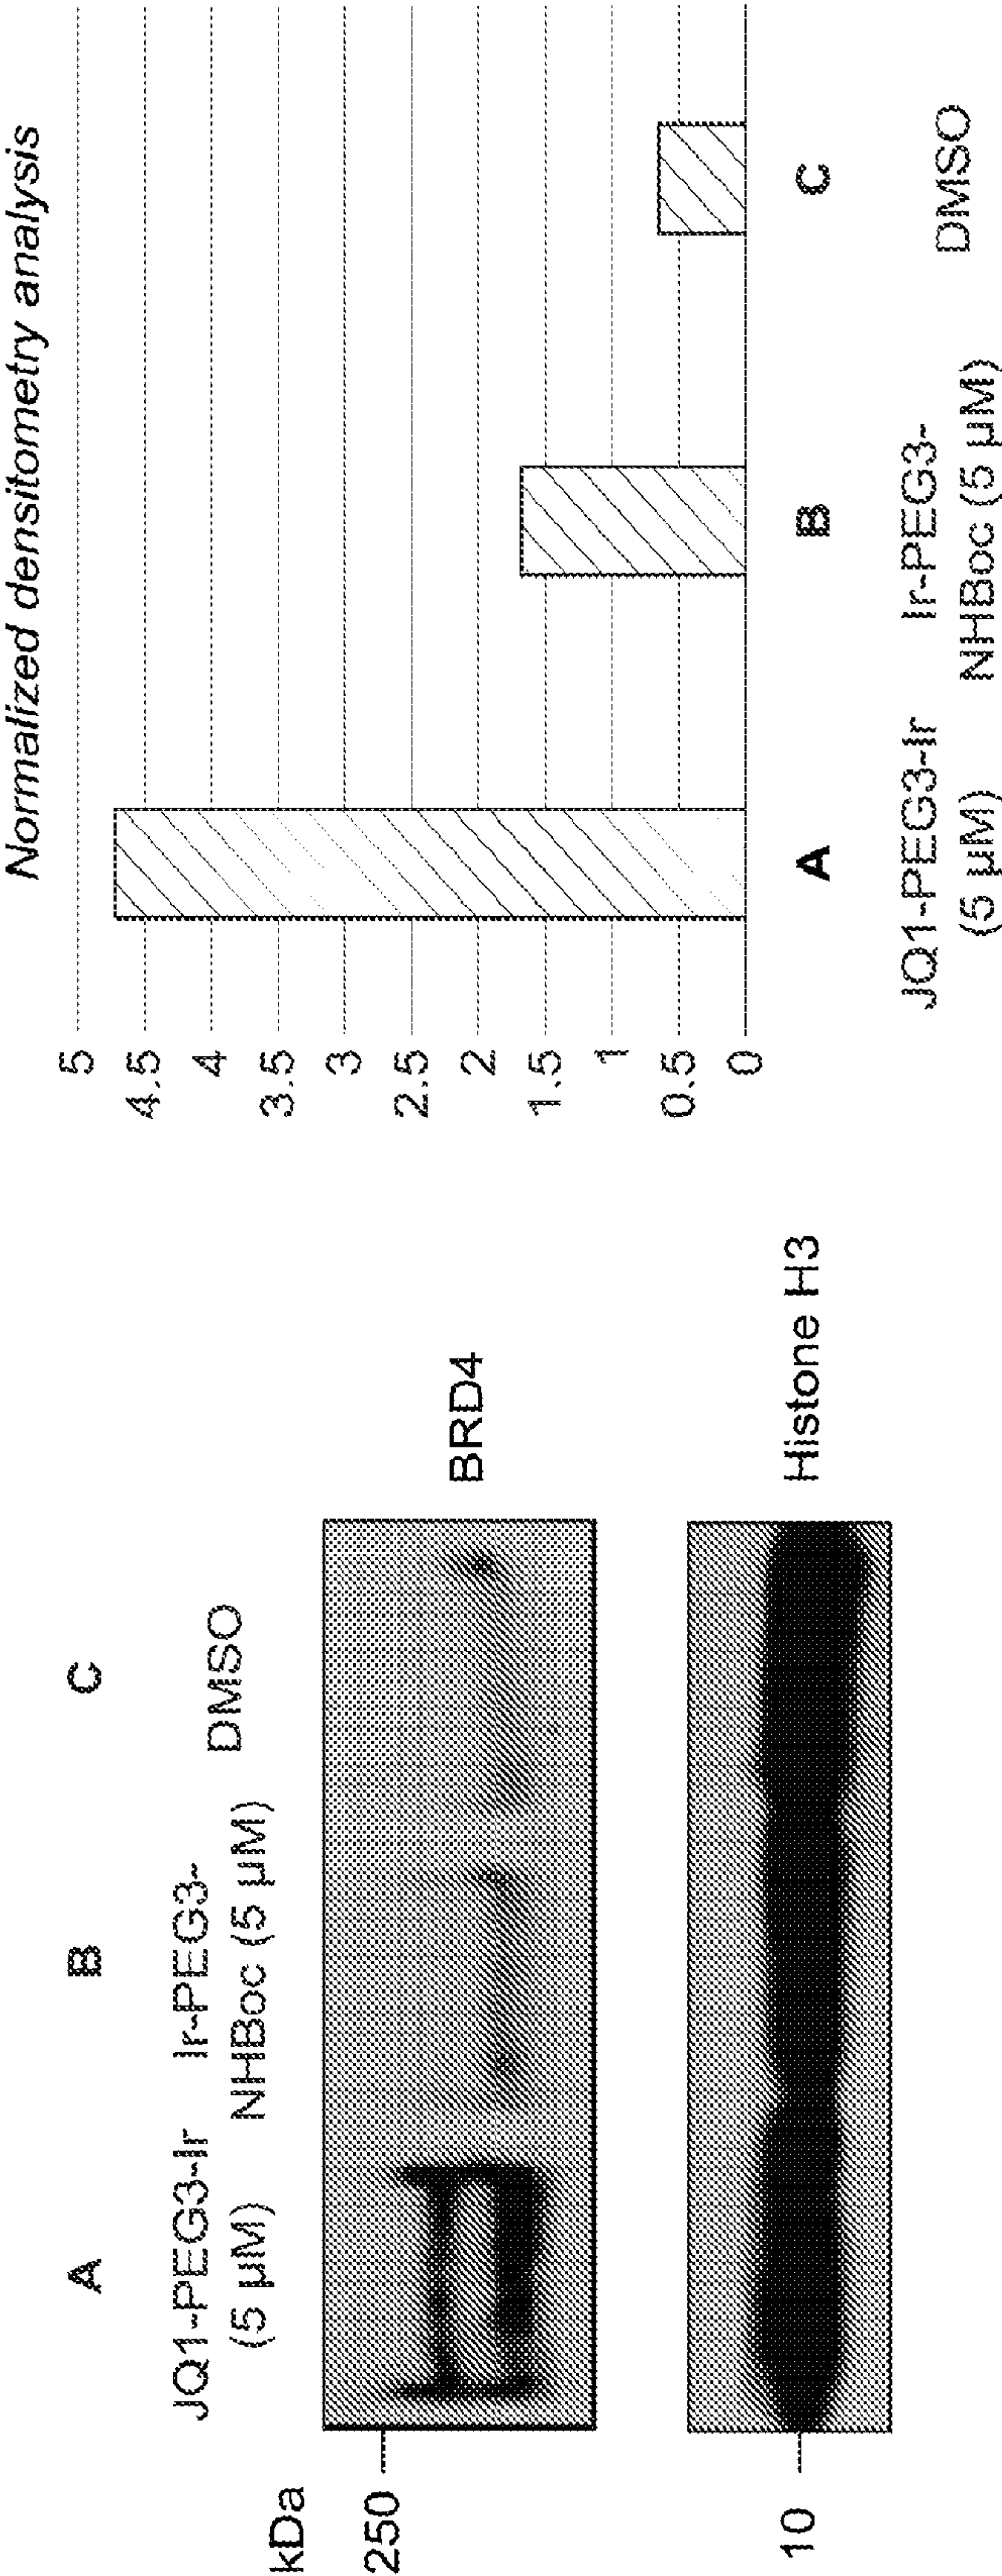 A
B
C
JQ1-PEG3-Ir
(5 μM)
Ir-PEG3-
NHBoc (5 μM)
DMSO
kDa
250
BRD4
10
Histone H3
Normalized densitometry analysis
5
4.5
4
3.5
3
2.5
2
1.5
1
0.5
0
A
B
C
JQ1-PEG3-Ir
(5 μM)
Ir-PEG3-
NHBoc (5 μM)
DMSO